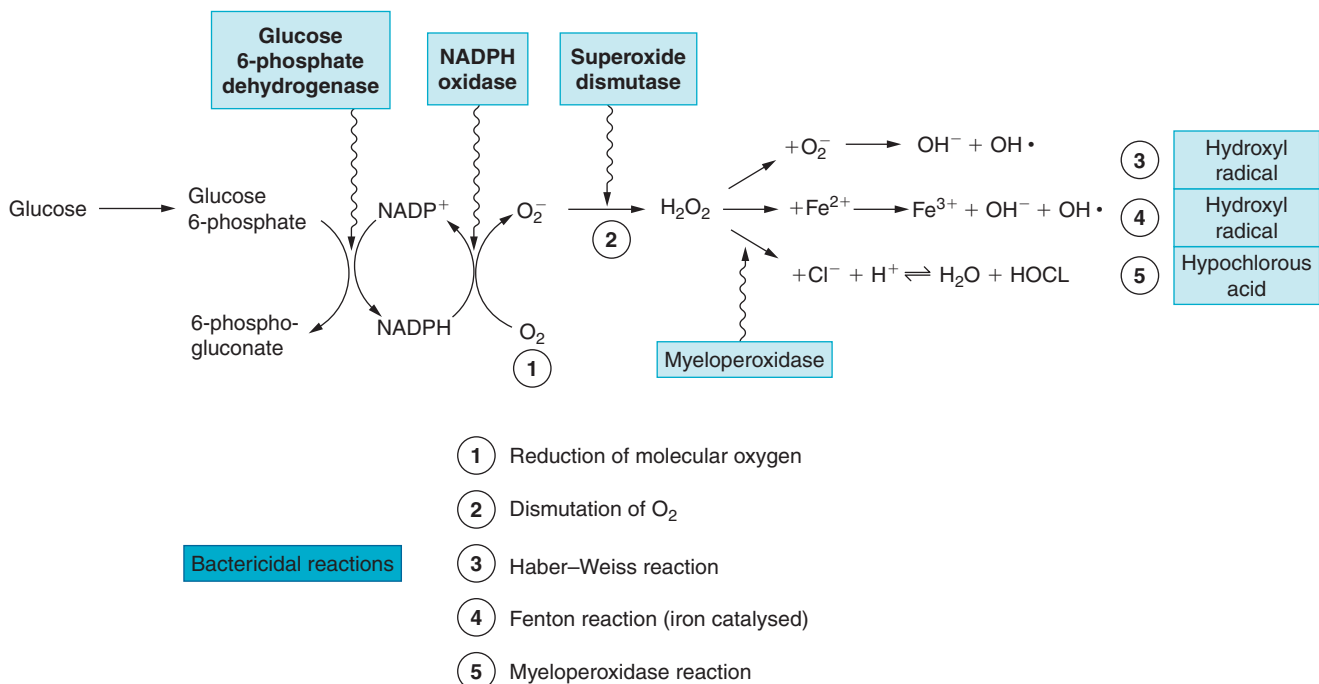 Glucose
6-phosphate
dehydrogenase
NADPH
oxidase
Superoxide
dismutase
+O₂⁻ → OH⁻ + OH•
3
Hydroxyl
radical
Glucose → Glucose
6-phosphate
NADP⁺
O₂⁻
2
H₂O₂
+Fe²⁺ → Fe³⁺ + OH⁻ + OH•
4
Hydroxyl
radical
+Cl⁻ + H⁺ ⇌ H₂O + HOCL
5
Hypochlorous
acid
6-phospho-
gluconate
NADPH
O₂
1
Myeloperoxidase
Bactericidal reactions
1 Reduction of molecular oxygen
2 Dismutation of O₂
3 Haber–Weiss reaction
4 Fenton reaction (iron catalysed)
5 Myeloperoxidase reaction